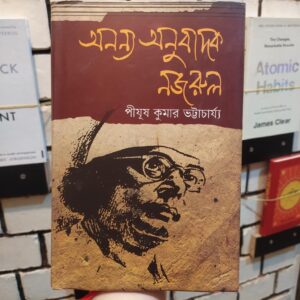 অনন্য অনুবাদক
নজরুল
পীযূষ কুমার ভট্টাচার্য্য
Atomic
Habits
James Clear